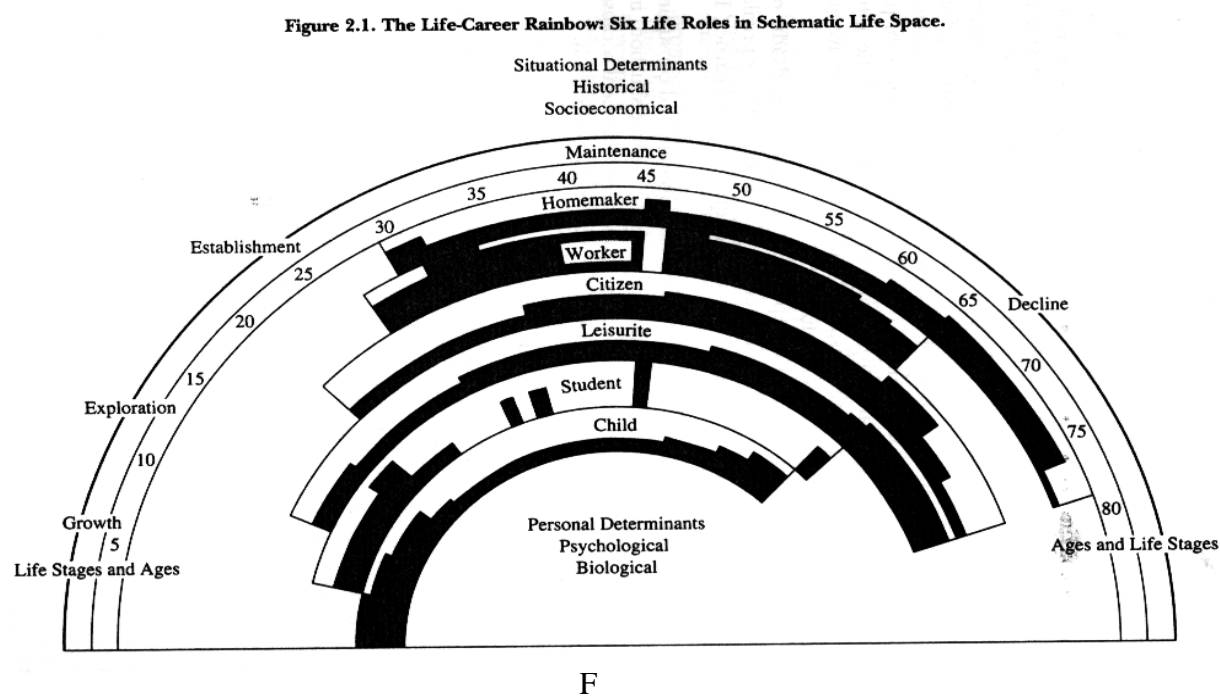 Figure 2.1. The Life-Career Rainbow: Six Life Roles in Schematic Life Space.
Situational Determinants
Historical
Socioeconomical
Maintenance
35
40
45
50
Homemaker
30
55
Establishment
25
Worker
60
Citizen
65
Decline
20
Leisurite
70
15
Student
Exploration
Child
75
10
80
Growth
5
Personal Determinants
Psychological
Biological
Life Stages and Ages
Ages and Life Stages
F